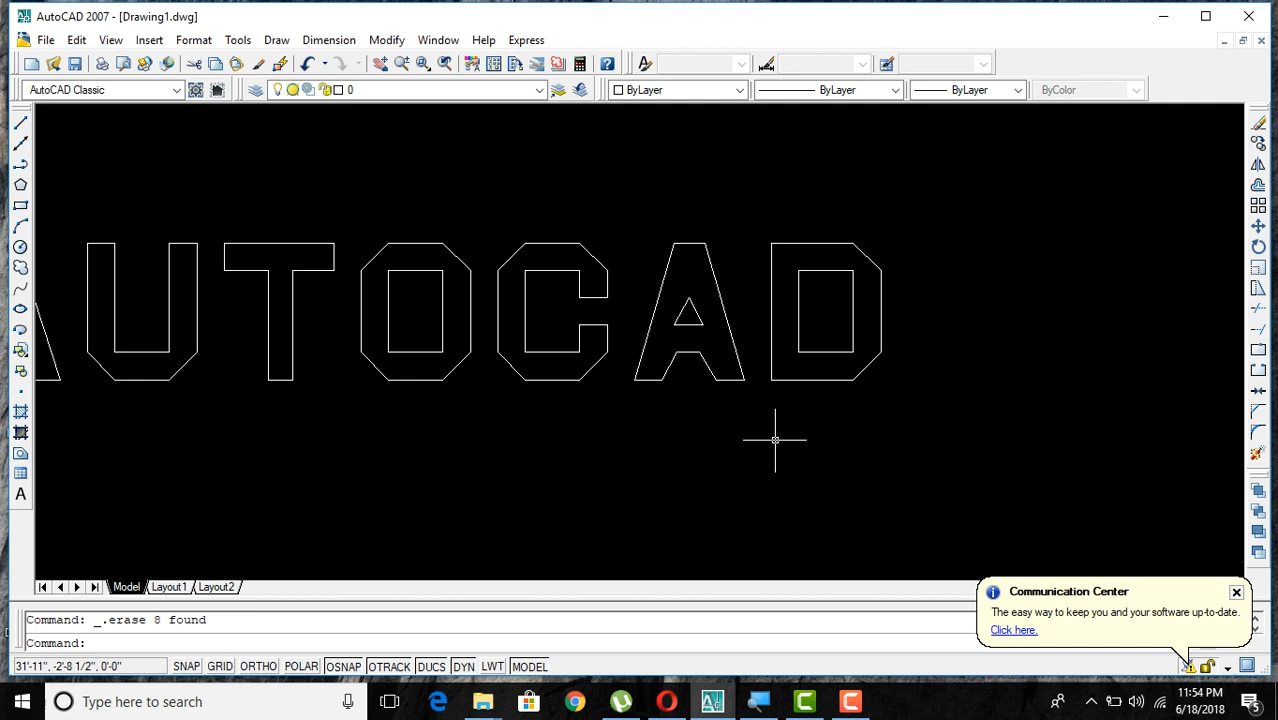 AutoCAD 2007 - [Drawing1.dwg]
File Edit View Insert Format Tools Draw Dimension Modify Window Help Express
AutoCAD Classic 0 ByLayer ByLayer ByLayer ByColor
AUTOCAD
A
Model Layout1 Layout2
Communication Center
The easy way to keep you and your software up-to-date.
Click here.
Command: _.erase 8 found
Command:
31'-11", -2'-8 1/2", 0'-0" SNAP GRID ORTHO POLAR OSNAP OTRACK DUCS DYN LWT MODEL
Type here to search
11:54 PM
6/18/2018
5